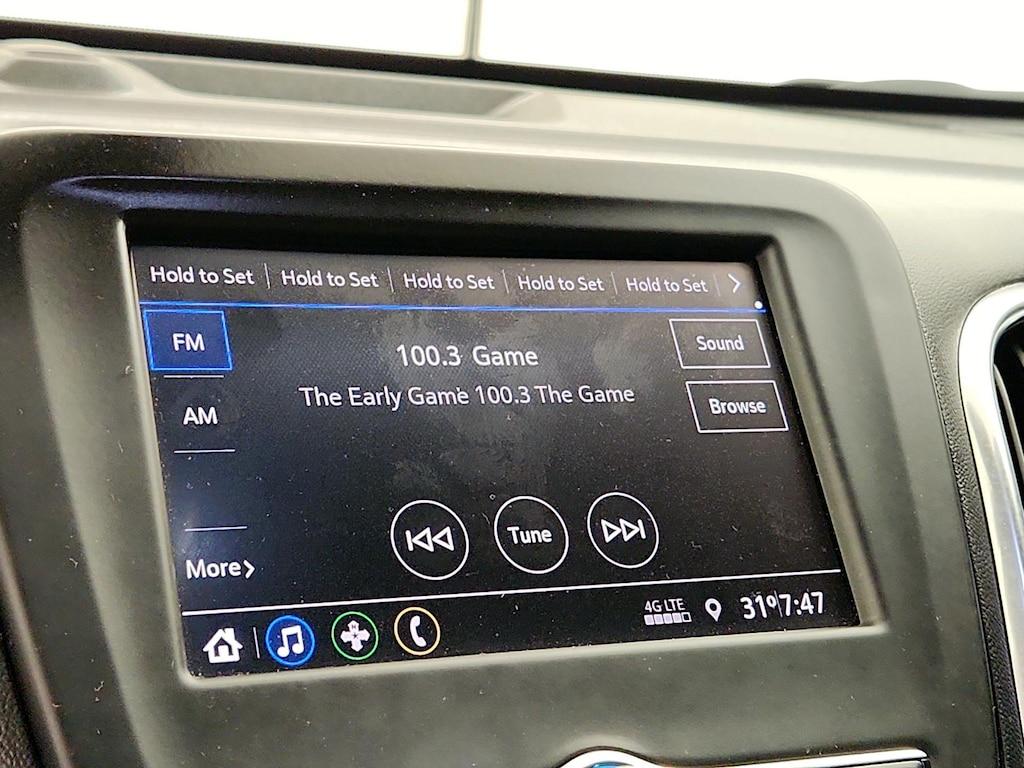 Hold to Set Hold to Set Hold to Set Hold to Set Hold to Set
FM
100.3 Game
Sound
The Early Game 100.3 The Game
Browse
AM
Tune
More
4G LTE
31° 7:47